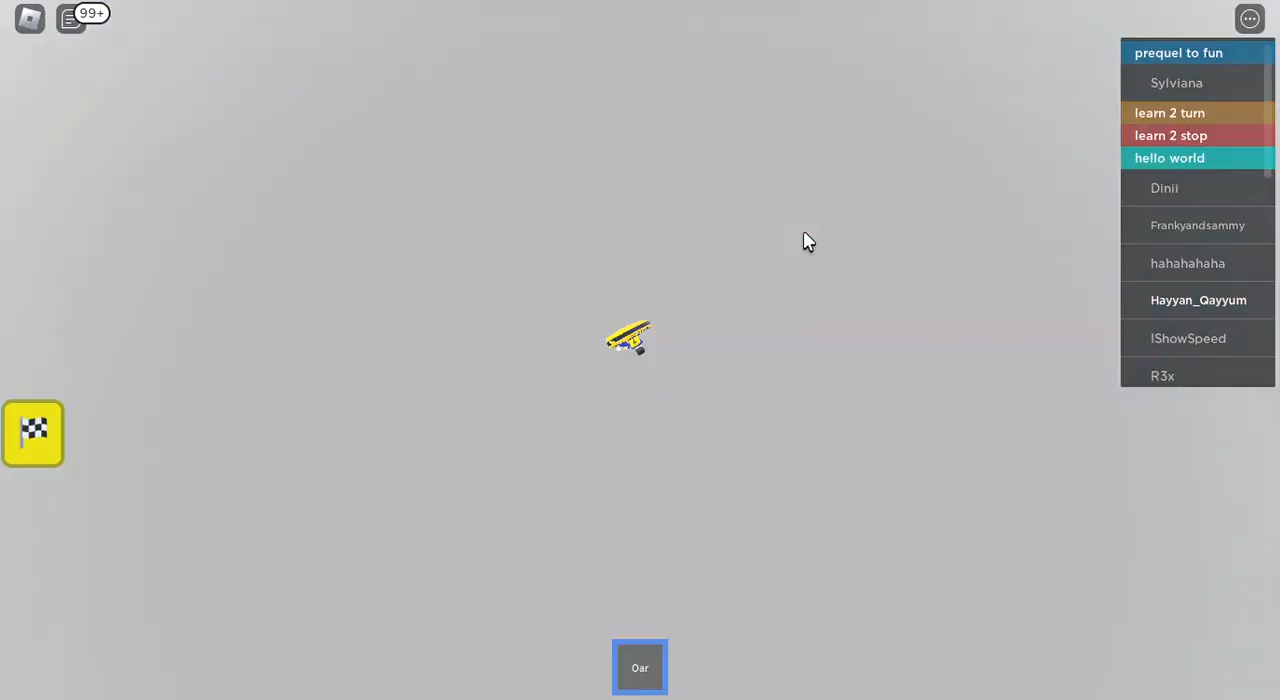 99+
prequel to fun
Sylviana
learn 2 turn
learn 2 stop
hello world
Dinii
Frankyandsammy
hahahahaha
Hayyan_Qayyum
IShowSpeed
R3x
Oar